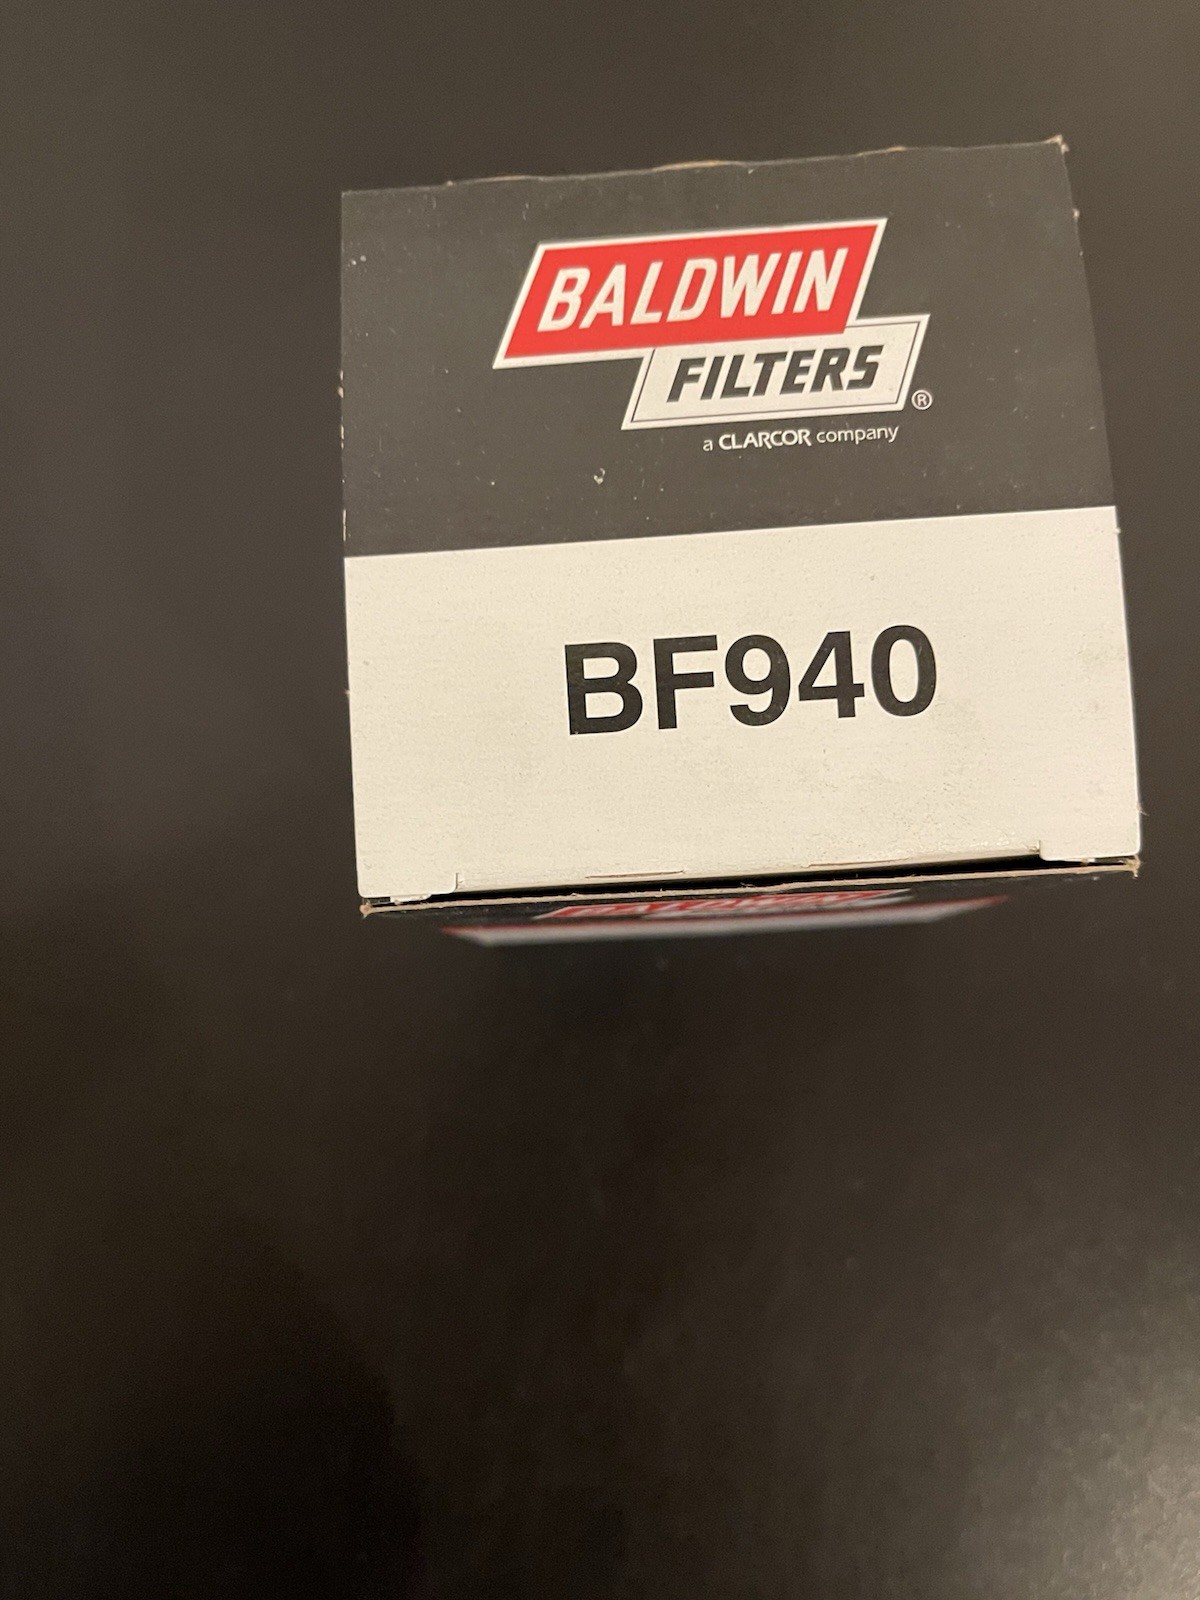 BALDWIN
FILTERS®
a CLARCOR company
BF940